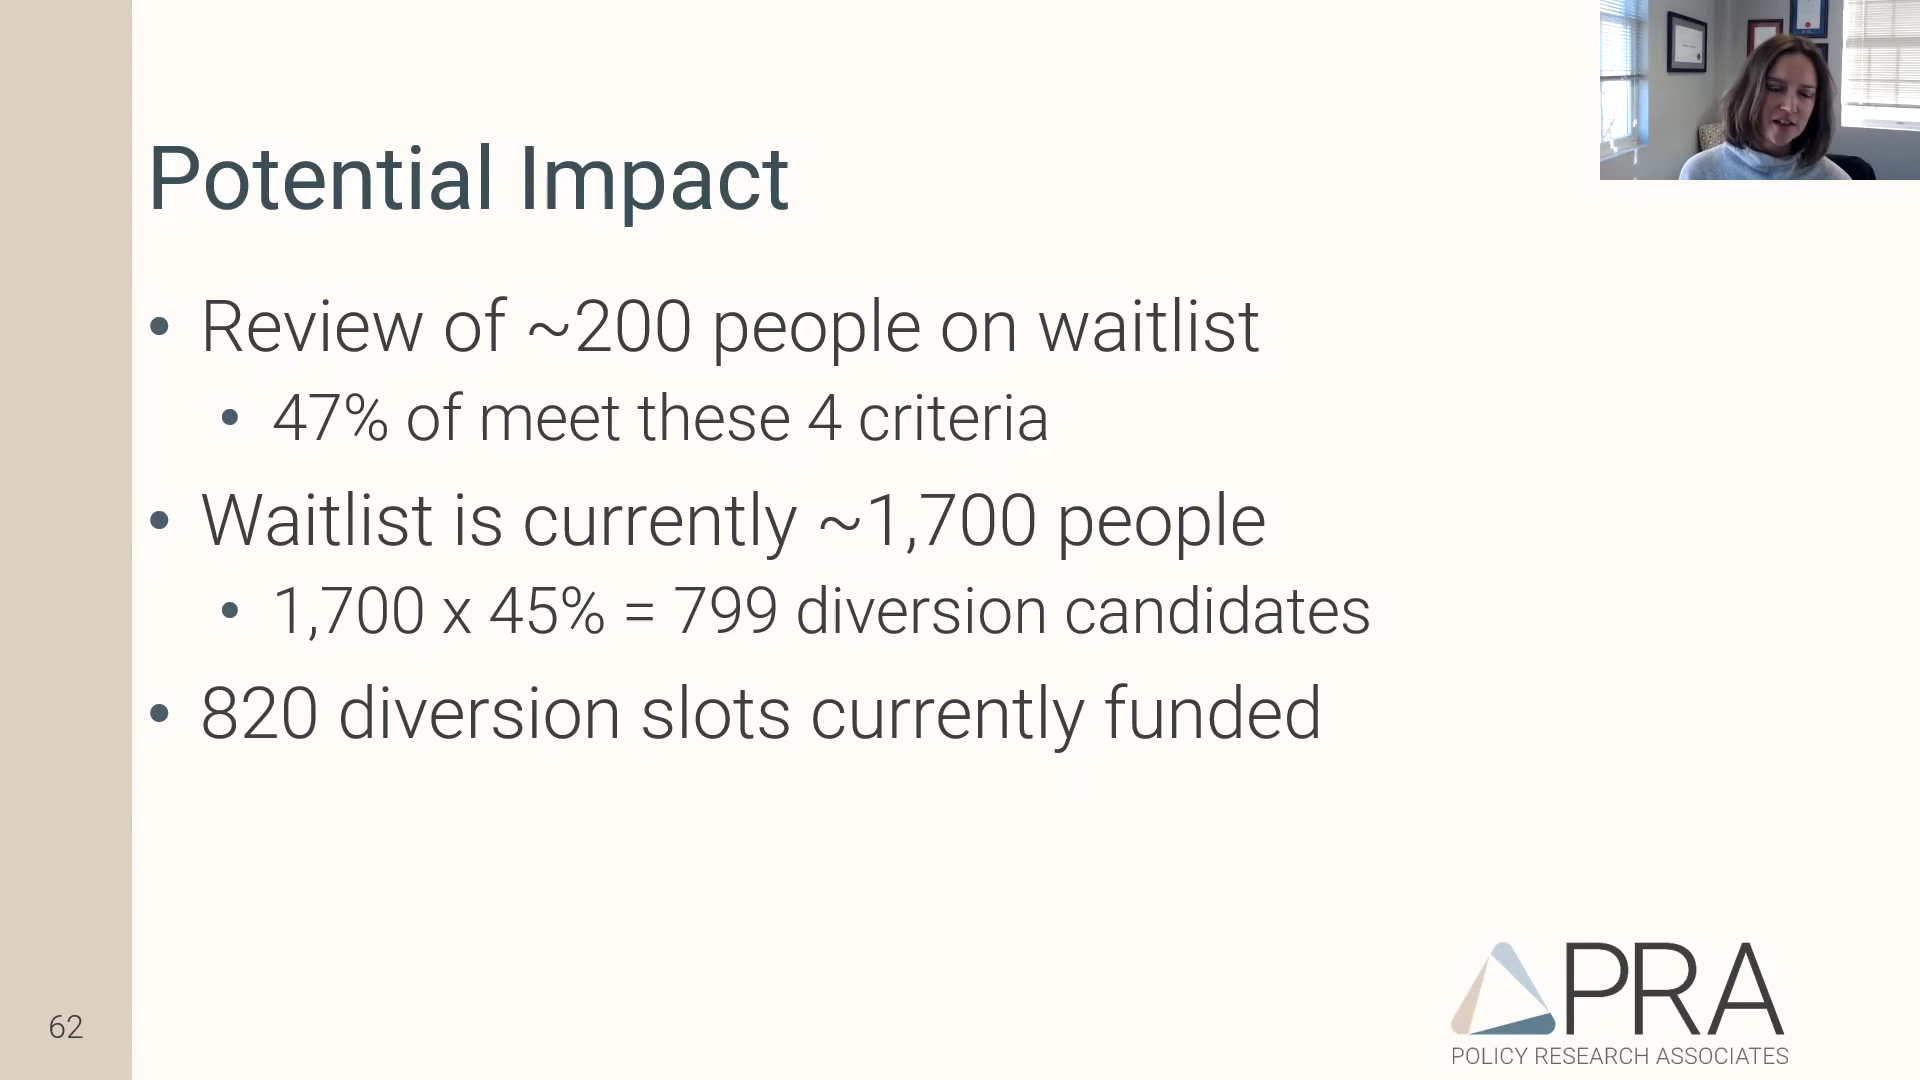 Potential Impact
• Review of ~200 people on waitlist
• 47% of meet these 4 criteria
• Waitlist is currently ~1,700 people
• 1,700 x 45% = 799 diversion candidates
• 820 diversion slots currently funded
62
PRA
POLICY RESEARCH ASSOCIATES